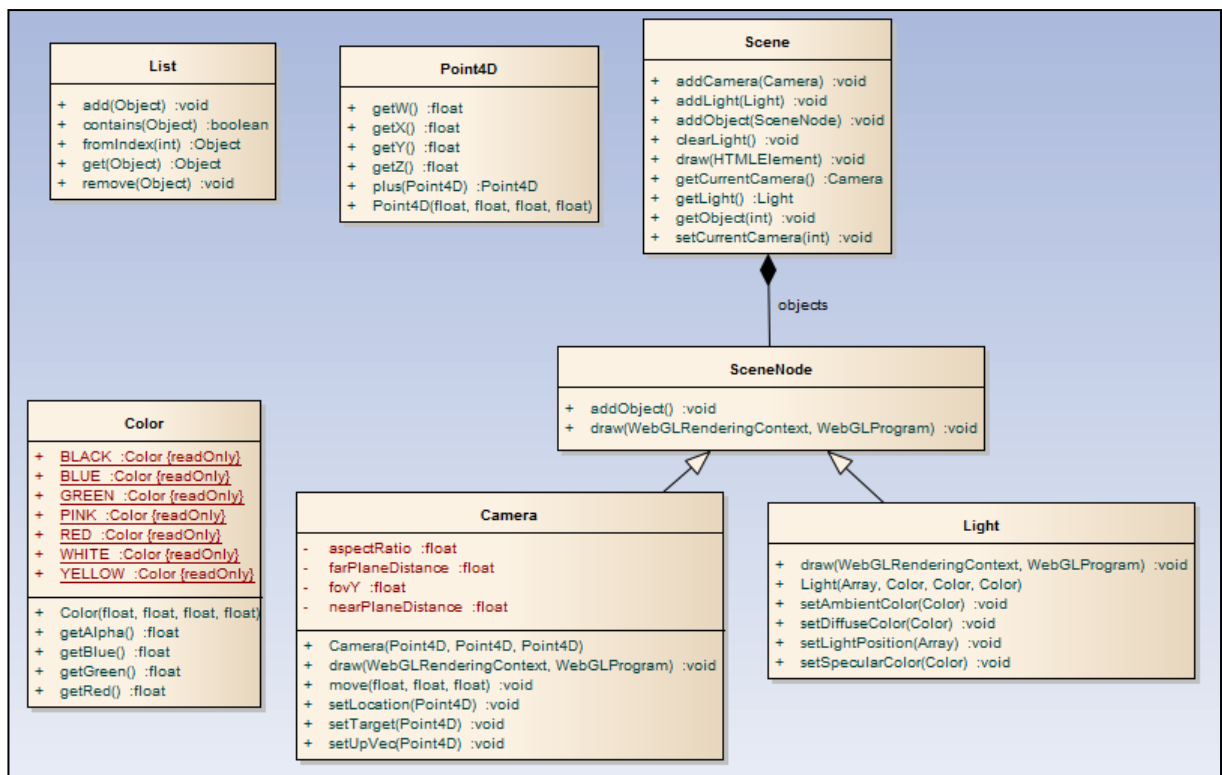 List
+ add(Object) :void
+ contains(Object) :boolean
+ fromIndex(int) :Object
+ get(Object) :Object
+ remove(Object) :void
Point4D
+ getW() :float
+ getX() :float
+ getY() :float
+ getZ() :float
+ plus(Point4D) :Point4D
+ Point4D(float, float, float, float)
Scene
+ addCamera(Camera) :void
+ addLight(Light) :void
+ addObject(SceneNode) :void
+ clearLight() :void
+ draw(HTMLElement) :void
+ getCurrentCamera() :Camera
+ getLight() :Light
+ getObject(int) :void
+ setCurrentCamera(int) :void
objects
SceneNode
+ addObject() :void
+ draw(WebGLRenderingContext, WebGLProgram) :void
Color
+ BLACK :Color {readOnly}
+ BLUE :Color {readOnly}
+ GREEN :Color {readOnly}
+ PINK :Color {readOnly}
+ RED :Color {readOnly}
+ WHITE :Color {readOnly}
+ YELLOW :Color {readOnly}
+ Color(float, float, float, float)
+ getAlpha() :float
+ getBlue() :float
+ getGreen() :float
+ getRed() :float
Camera
- aspectRatio :float
- farPlaneDistance :float
- fovY :float
- nearPlaneDistance :float
+ Camera(Point4D, Point4D, Point4D)
+ draw(WebGLRenderingContext, WebGLProgram) :void
+ move(float, float, float) :void
+ setLocation(Point4D) :void
+ setTarget(Point4D) :void
+ setUpVec(Point4D) :void
Light
+ draw(WebGLRenderingContext, WebGLProgram) :void
+ Light(Array, Color, Color, Color)
+ setAmbientColor(Color) :void
+ setDiffuseColor(Color) :void
+ setLightPosition(Array) :void
+ setSpecularColor(Color) :void